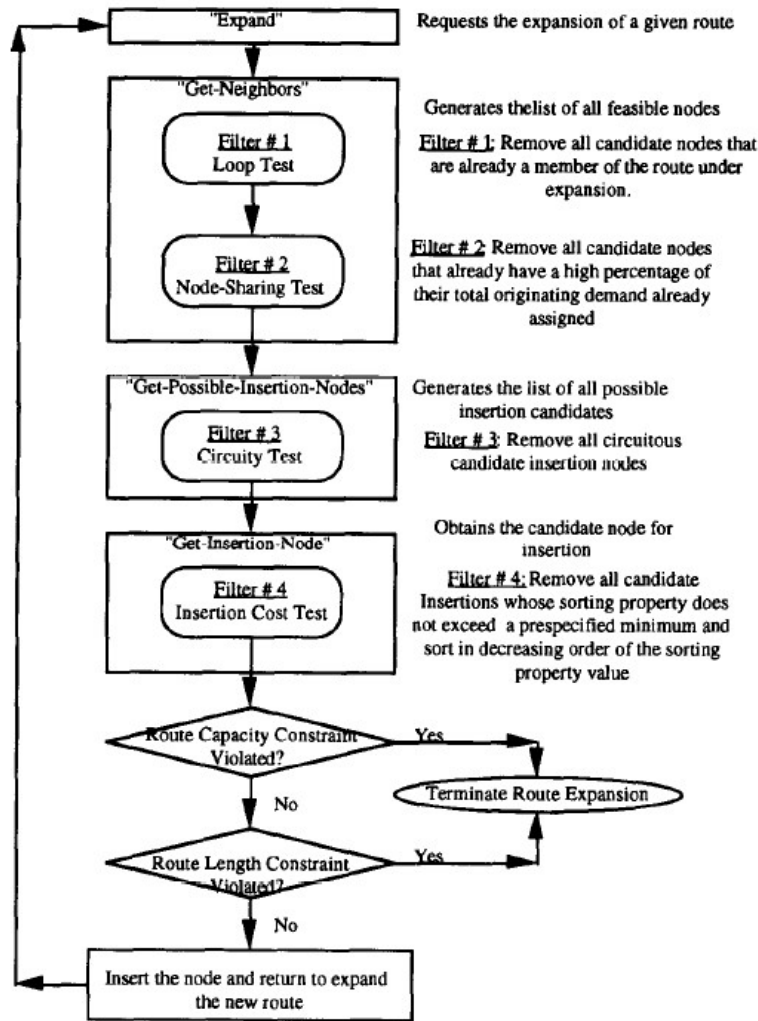 "Expand"
Requests the expansion of a given route
"Get-Neighbors"
Generates thelist of all feasible nodes
Filter # 1
Loop Test
Filter # 1: Remove all candidate nodes that
are already a member of the route under
expansion.
Filter # 2
Node-Sharing Test
Filter # 2: Remove all candidate nodes
that already have a high percentage of
their total originating demand already
assigned
"Get-Possible-Insertion-Nodes"
Generates the list of all possible
insertion candidates
Filter # 3
Circuity Test
Filter # 3: Remove all circuitous
candidate insertion nodes
"Get-Insertion-Node"
Obtains the candidate node for
insertion
Filter # 4
Insertion Cost Test
Filter # 4: Remove all candidate
Insertions whose sorting property does
not exceed a prespecified minimum and
sort in decreasing order of the sorting
property value
Route Capacity Constraint
Violated?
Yes
No
Terminate Route Expansion
Route Length Constraint
Violated?
Yes
No
Insert the node and return to expand
the new route